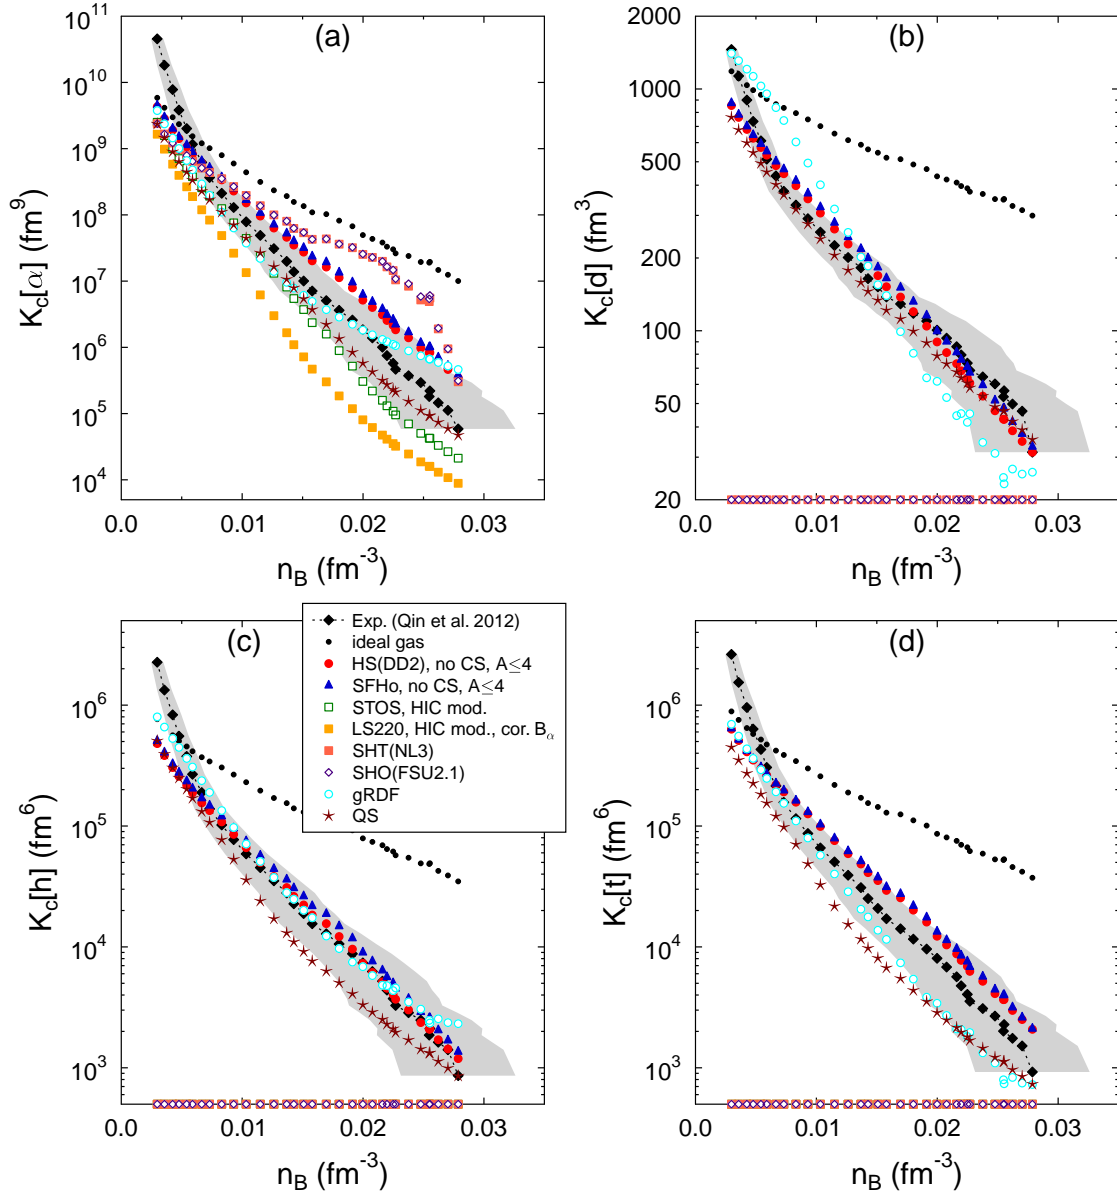 (a)
10^11
10^10
10^9
10^8
10^7
10^6
10^5
10^4
K_c[α] (fm^9)
0.0 0.01 0.02 0.03
n_B (fm^-3)
(b)
2000
1000
500
200
100
50
20
K_c[d] (fm^3)
0.0 0.01 0.02 0.03
n_B (fm^-3)
(c)
10^6
10^5
10^4
10^3
K_c[h] (fm^6)
0.0 0.01 0.02 0.03
n_B (fm^-3)
Exp. (Qin et al. 2012)
ideal gas
HS(DD2), no CS, A≤4
SFHo, no CS, A≤4
STOS, HIC mod.
LS220, HIC mod., cor. B_α
SHT(NL3)
SHO(FSU2.1)
gRDF
QS
(d)
10^6
10^5
10^4
10^3
K_c[t] (fm^6)
0.0 0.01 0.02 0.03
n_B (fm^-3)